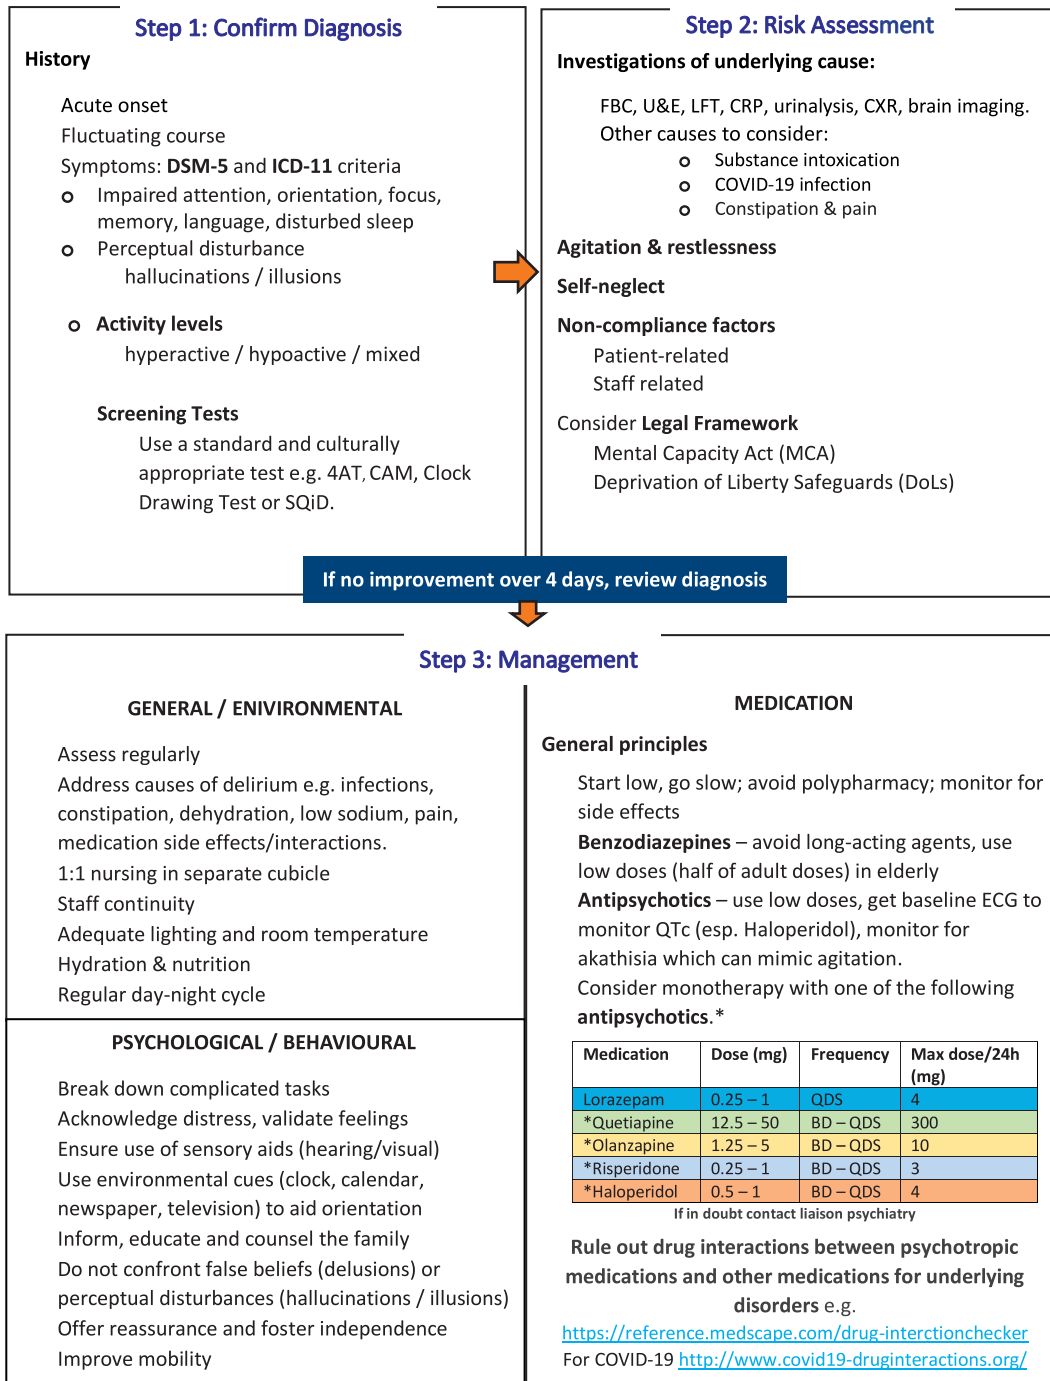 Step 1: Confirm Diagnosis
History
Acute onset
Fluctuating course
Symptoms: DSM-5 and ICD-11 criteria
o Impaired attention, orientation, focus,
memory, language, disturbed sleep
o Perceptual disturbance
hallucinations / illusions
o Activity levels
hyperactive / hypoactive / mixed
Screening Tests
Use a standard and culturally
appropriate test e.g. 4AT, CAM, Clock
Drawing Test or SQiD.
Step 2: Risk Assessment
Investigations of underlying cause:
FBC, U&E, LFT, CRP, urinalysis, CXR, brain imaging.
Other causes to consider:
o Substance intoxication
o COVID-19 infection
o Constipation & pain
Agitation & restlessness
Self-neglect
Non-compliance factors
Patient-related
Staff related
Consider Legal Framework
Mental Capacity Act (MCA)
Deprivation of Liberty Safeguards (DoLs)
If no improvement over 4 days, review diagnosis
Step 3: Management
GENERAL / ENIVIRONMENTAL
Assess regularly
Address causes of delirium e.g. infections,
constipation, dehydration, low sodium, pain,
medication side effects/interactions.
1:1 nursing in separate cubicle
Staff continuity
Adequate lighting and room temperature
Hydration & nutrition
Regular day-night cycle
PSYCHOLOGICAL / BEHAVIOURAL
Break down complicated tasks
Acknowledge distress, validate feelings
Ensure use of sensory aids (hearing/visual)
Use environmental cues (clock, calendar,
newspaper, television) to aid orientation
Inform, educate and counsel the family
Do not confront false beliefs (delusions) or
perceptual disturbances (hallucinations / illusions)
Offer reassurance and foster independence
Improve mobility
MEDICATION
General principles
Start low, go slow; avoid polypharmacy; monitor for
side effects
Benzodiazepines – avoid long-acting agents, use
low doses (half of adult doses) in elderly
Antipsychotics – use low doses, get baseline ECG to
monitor QTc (esp. Haloperidol), monitor for
akathisia which can mimic agitation.
Consider monotherapy with one of the following
antipsychotics.*
Medication Dose (mg) Frequency Max dose/24h
(mg)
Lorazepam 0.25 – 1 QDS 4
*Quetiapine 12.5 – 50 BD – QDS 300
*Olanzapine 1.25 – 5 BD – QDS 10
*Risperidone 0.25 – 1 BD – QDS 3
*Haloperidol 0.5 – 1 BD – QDS 4
If in doubt contact liaison psychiatry
Rule out drug interactions between psychotropic
medications and other medications for underlying
disorders e.g.
https://reference.medscape.com/drug-interctionchecker
For COVID-19 http://www.covid19-druginteractions.org/